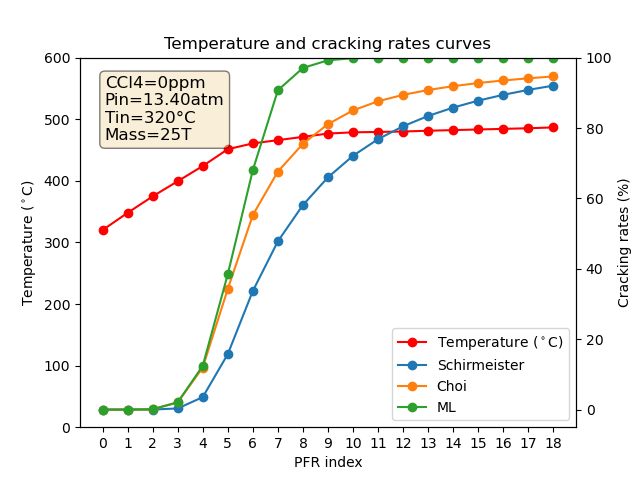 Temperature and cracking rates curves
CCl4=0ppm
Pin=13.40atm
Tin=320°C
Mass=25T
Temperature (°C)
600
500
400
300
200
100
0
100
80
60
40
20
0
Cracking rates (%)
Temperature (°C)
Schirmeister
Choi
ML
0 1 2 3 4 5 6 7 8 9 10 11 12 13 14 15 16 17 18
PFR index